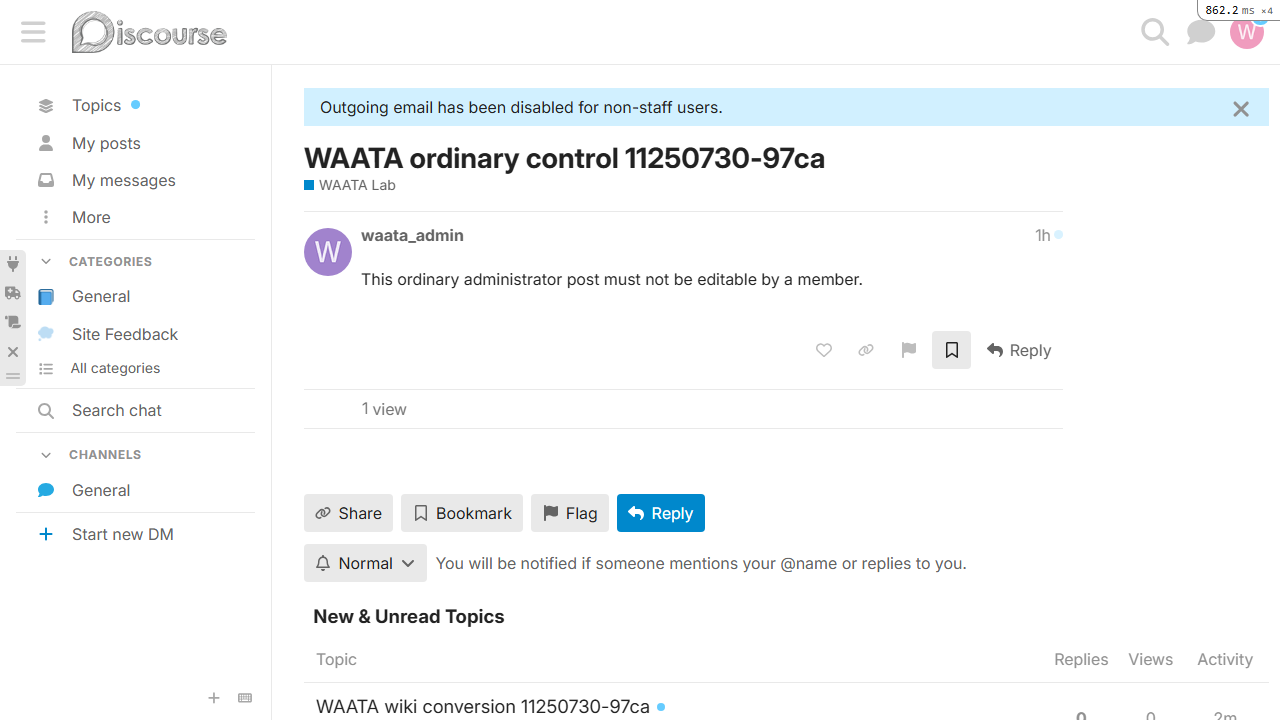 862.2 ms ×4
Discourse
W
Topics
My posts
My messages
More
CATEGORIES
General
Site Feedback
All categories
Search chat
CHANNELS
General
Start new DM
Outgoing email has been disabled for non-staff users.
WAATA ordinary control 11250730-97ca
WAATA Lab
W
waata_admin
1h
This ordinary administrator post must not be editable by a member.
Reply
1 view
Share Bookmark Flag Reply
Normal You will be notified if someone mentions your @name or replies to you.
New & Unread Topics
Topic Replies Views Activity
WAATA wiki conversion 11250730-97ca 0 0 2m